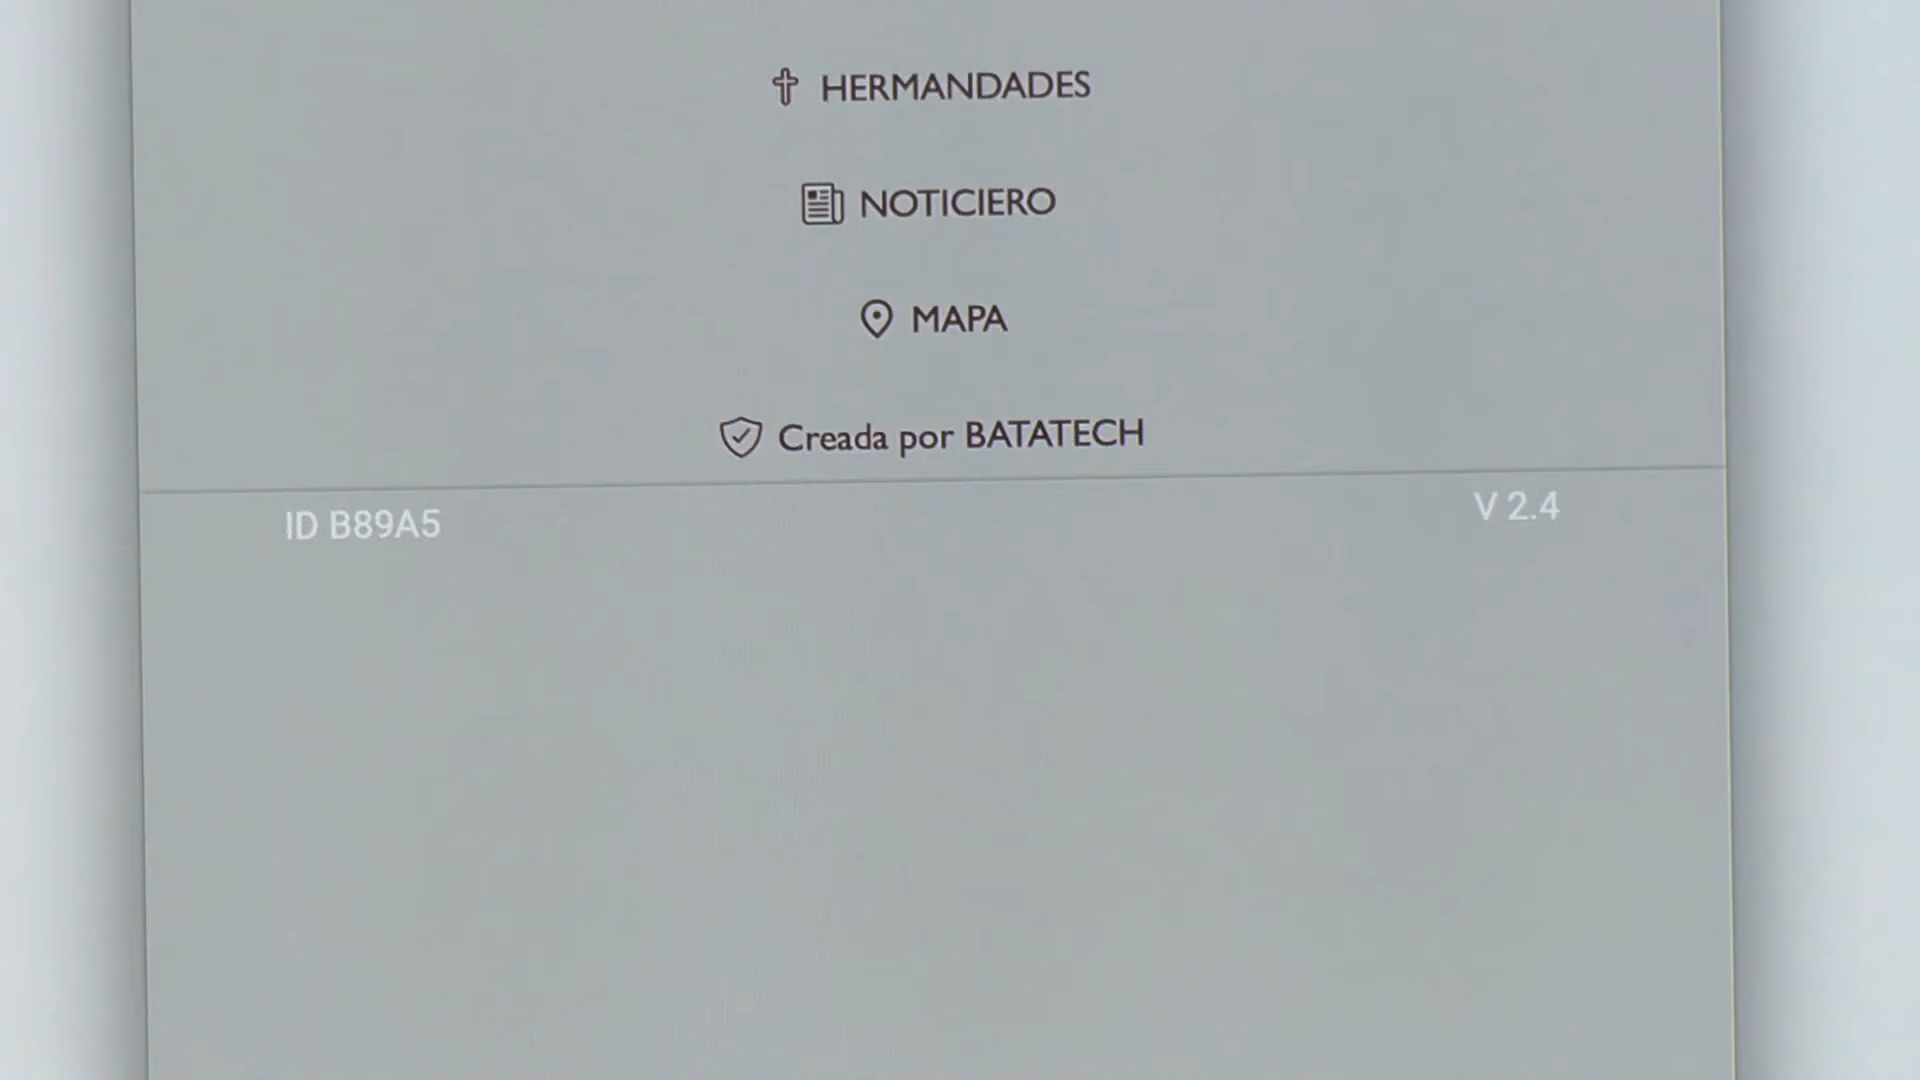 HERMANDADES
NOTICIERO
MAPA
Creada por BATATECH
ID B89A5
V 2.4